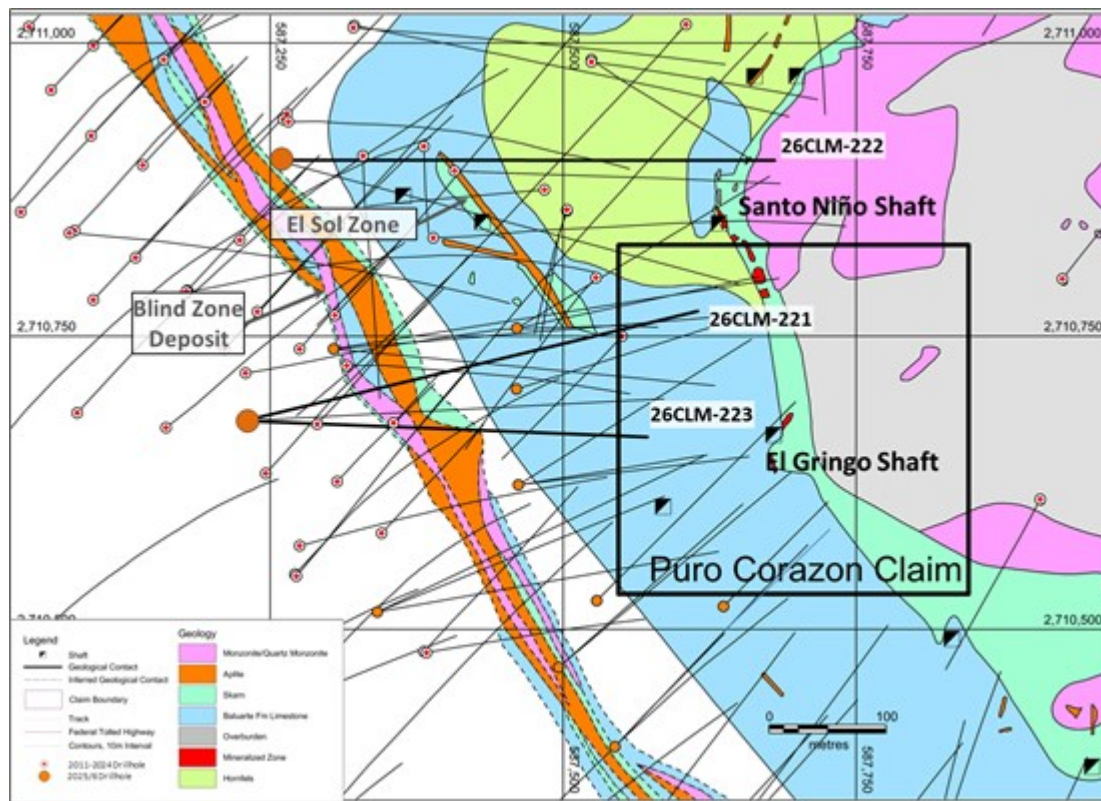 2,711,000
587,250
587,500
587,750
2,711,000
26CLM-222
Santo Niño Shaft
El Sol Zone
Blind Zone
Deposit
2,710,750
26CLM-221
2,710,750
26CLM-223
El Gringo Shaft
Puro Corazon Claim
2,710,500
Legend
Shaft
Geological Contact
Inferred Geological Contact
Claim Boundary
Track
Federal Tolled Highway
Contours, 10m Interval
2011-2024 Drillhole
2025/6 Drillhole
Geology
Monzonite/Quartz Monzonite
Aplite
Skarn
Baluarte Fm Limestone
Overburden
Mineralized Zone
Hornfels
0
100
metres
587,500
587,750